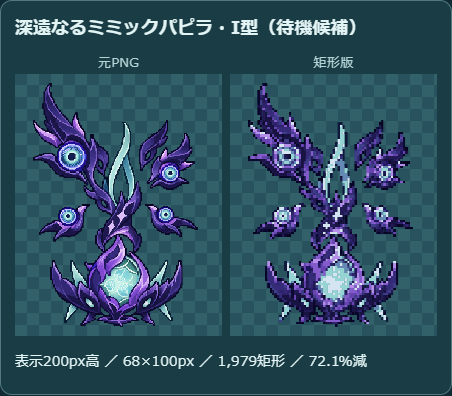 深遠なるミミックパピラ・I型（待機候補）
元PNG
矩形版
表示200px高 ／ 68×100px ／ 1,979矩形 ／ 72.1%減